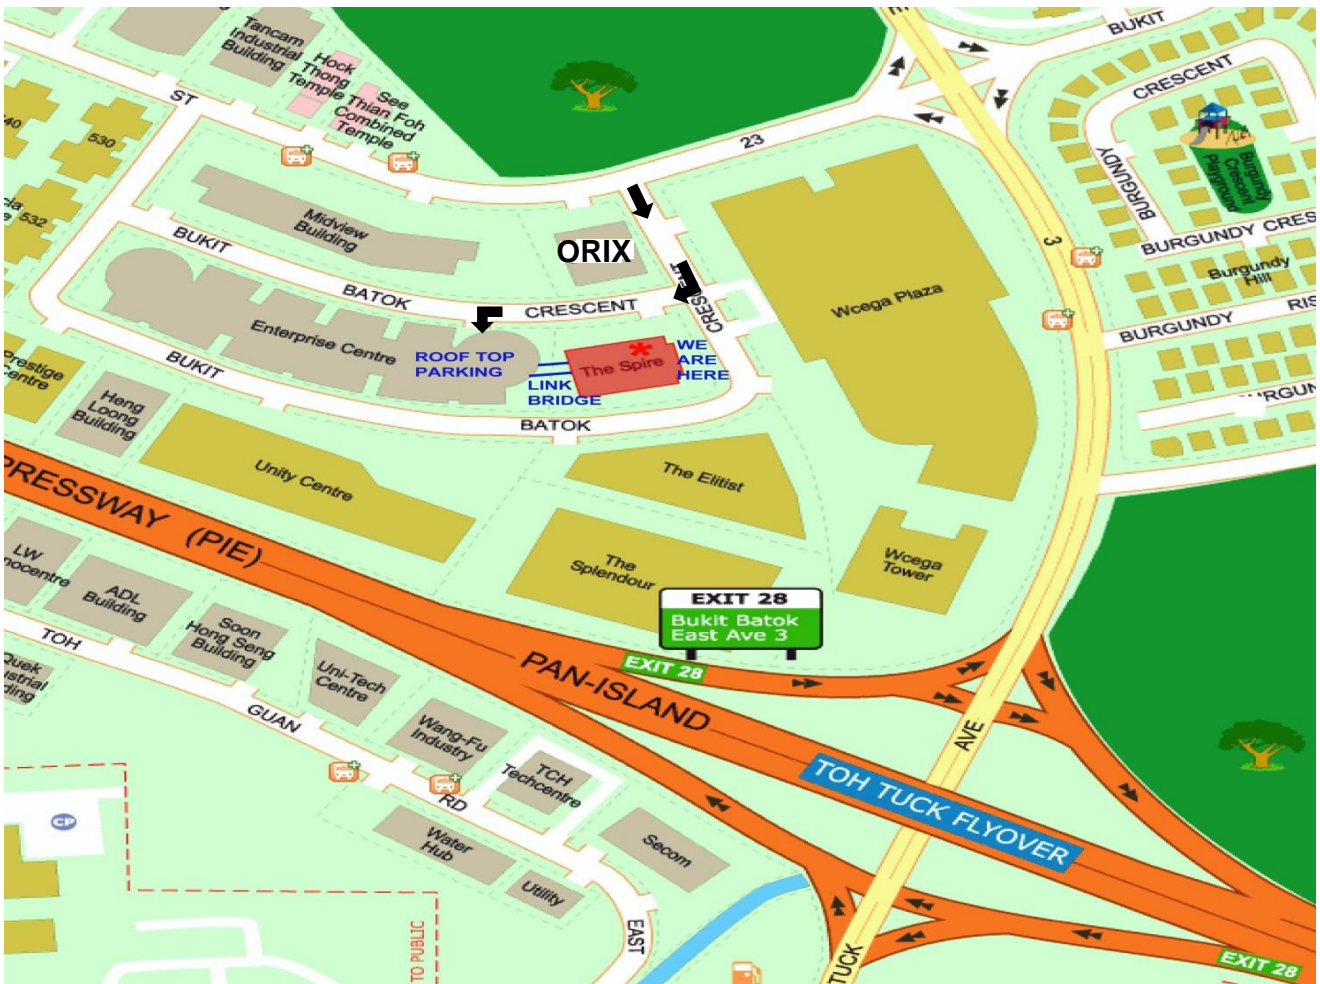 Tancam
Industrial
Building
Hock
Thong
Temple
See
Thian Foh
Combined
Temple
ST
530
532
Midview
Building
23
BUKIT
BATOK
CRESCENT
ORIX
Enterprise Centre
ROOF TOP
PARKING
LINK
BRIDGE
The Spire
*
WE
ARE
HERE
Wcega Plaza
3
BUKIT
CRESCENT
BURGUNDY
Burgundy
Crescent
Playground
BURGUNDY CRES
Burgundy
Hill
BURGUNDY
RIS
BUKIT
BATOK
Prestige
Centre
Heng
Loong
Building
Unity Centre
The Elitist
The
Splendour
Wcega
Tower
PRESSWAY (PIE)
EXIT 28
Bukit Batok
East Ave 3
EXIT 28
PAN-ISLAND
TOH TUCK FLYOVER
AVE
LW
nocentre
ADL
Building
Soon
Hong Seng
Building
Uni-Tech
Centre
Wang-Fu
Industry
TCH
Techcentre
Secom
Water
Hub
Utility
TOH
GUAN
RD
EAST
Quek
ustrial
ding
CP
TO PUBLIC
TUCK
EXIT 28